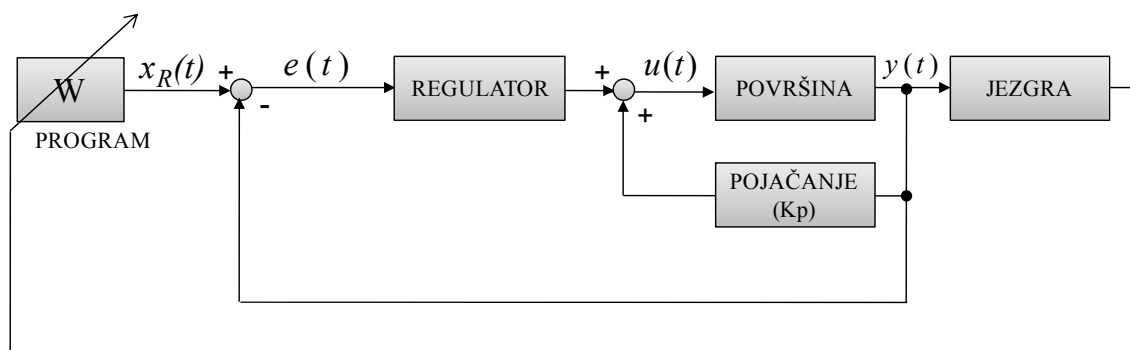 W
PROGRAM
x_R(t)
+
-
e(t)
REGULATOR
+
+
u(t)
POVRŠINA
y(t)
JEZGRA
POJAČANJE
(Kp)